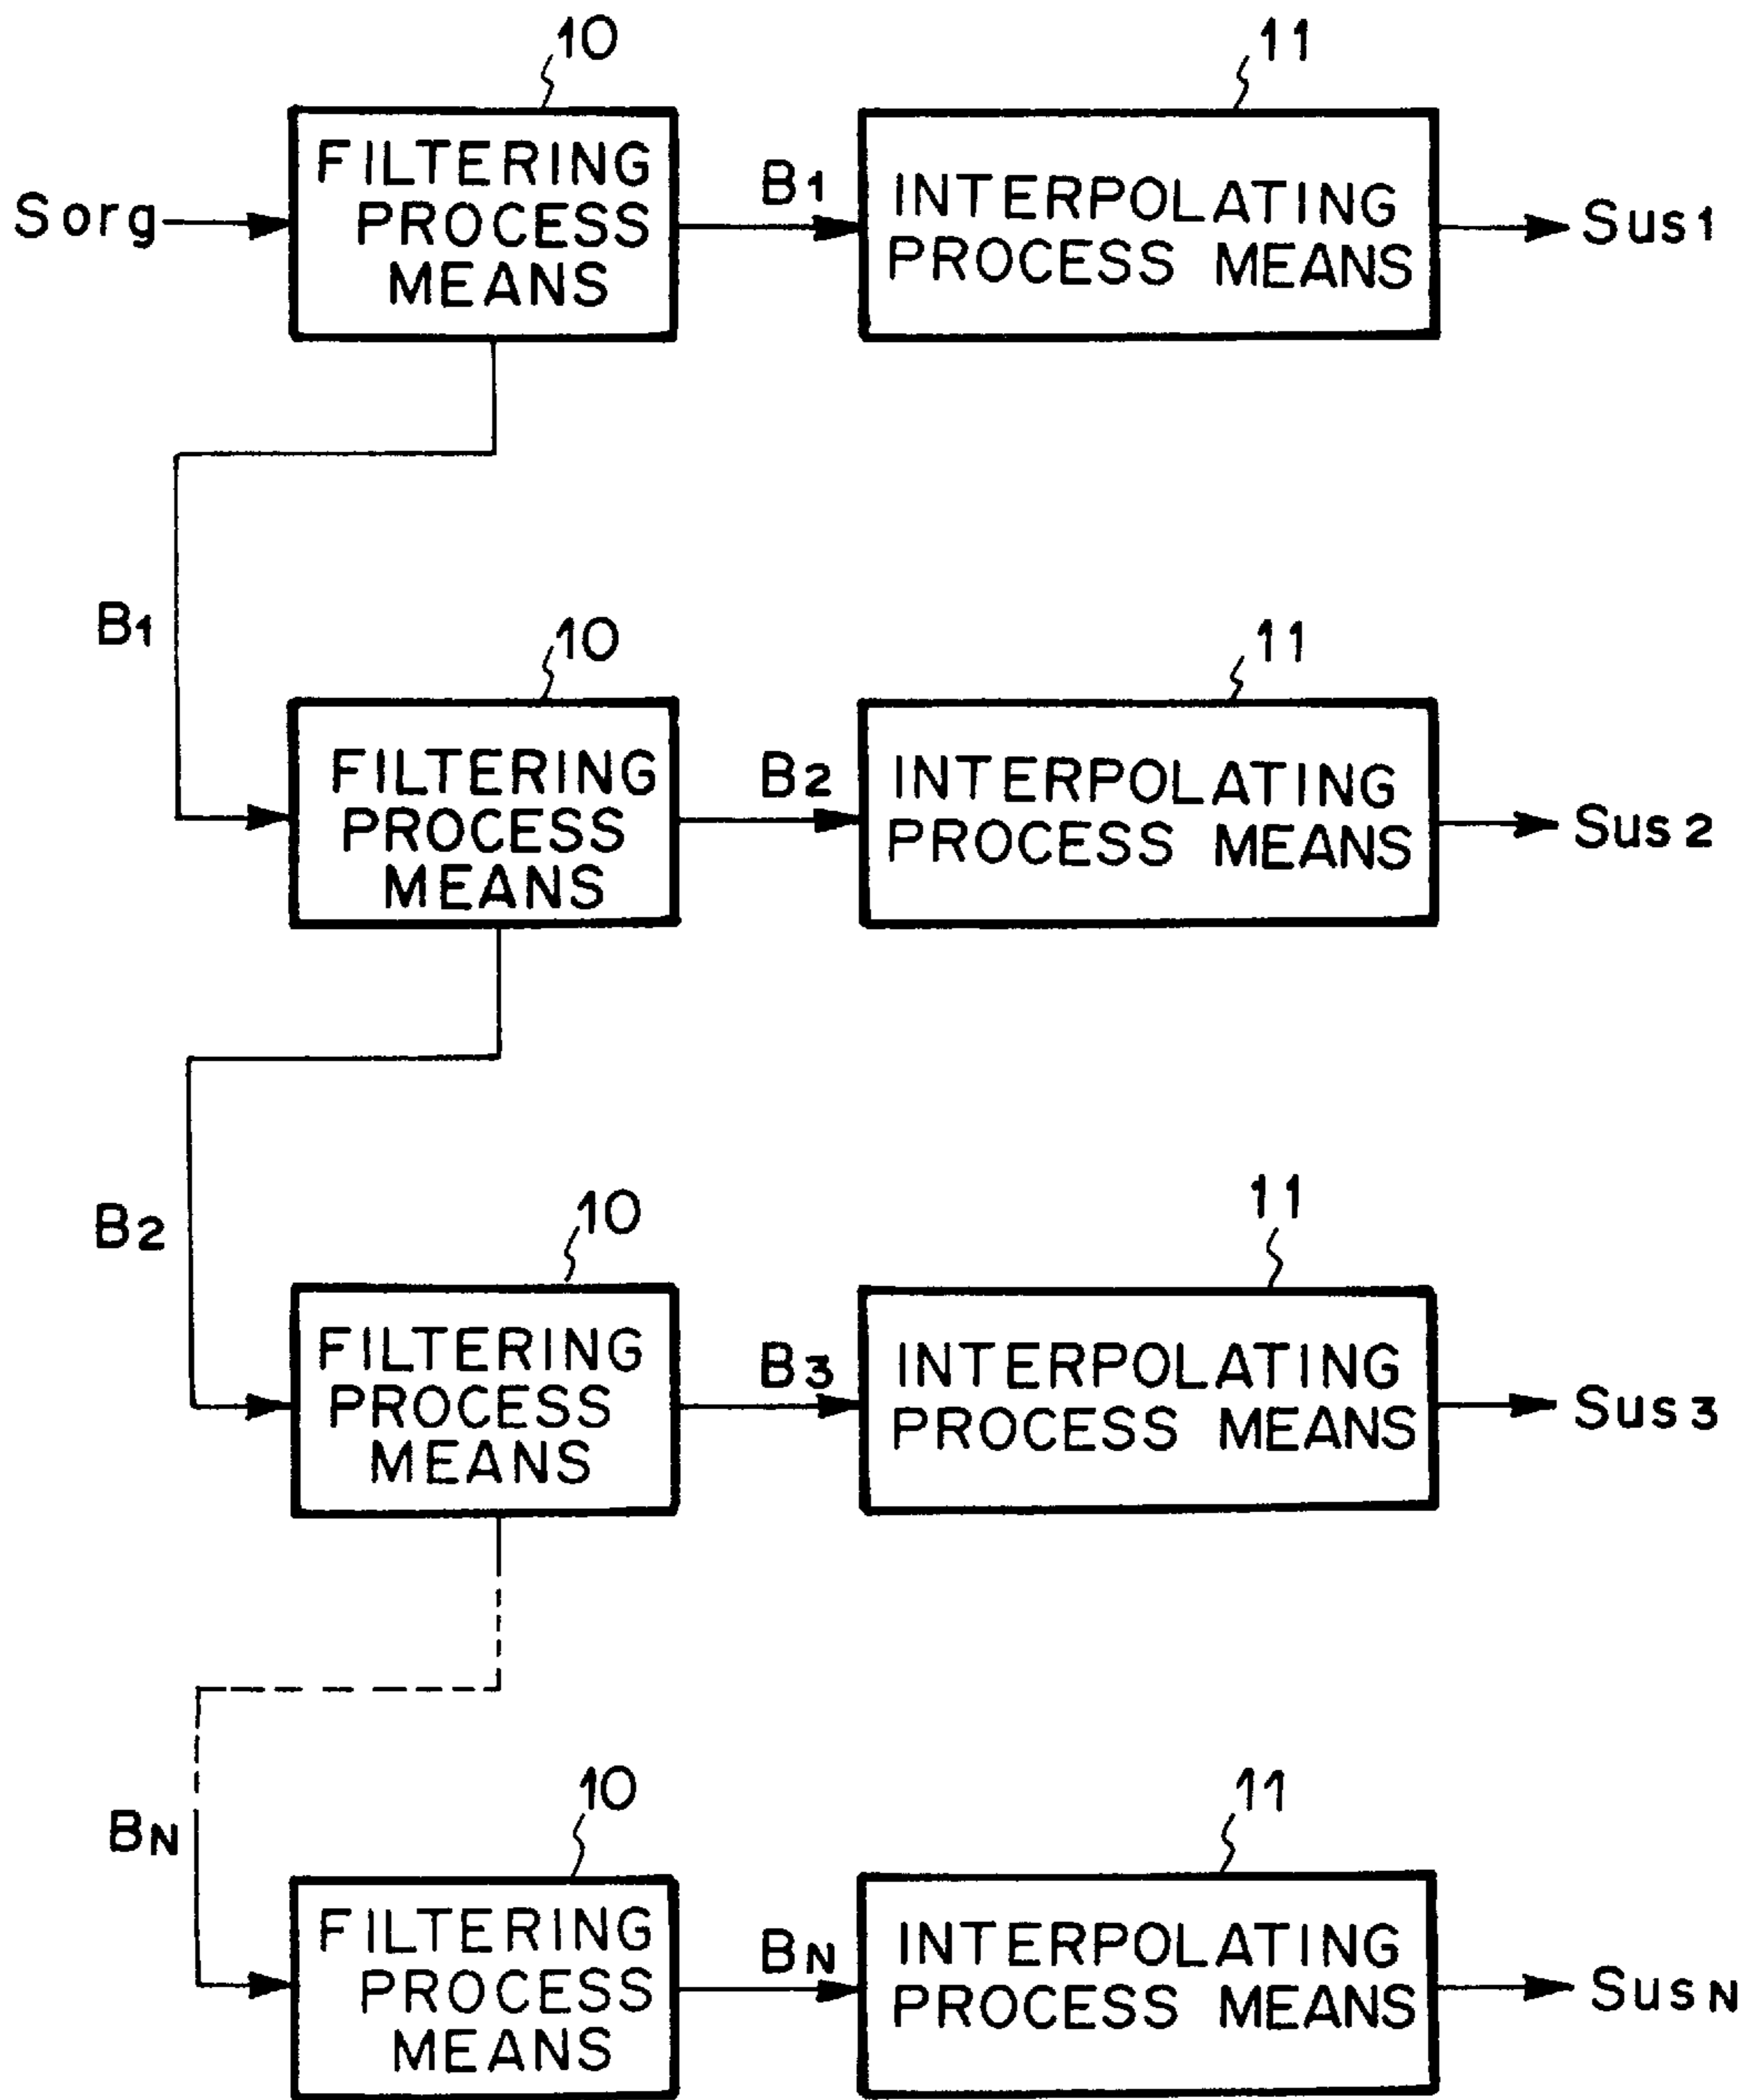 10
11
Sorg
FILTERING
PROCESS
MEANS
B1
INTERPOLATING
PROCESS MEANS
Sus1
B1
10
11
FILTERING
PROCESS
MEANS
B2
INTERPOLATING
PROCESS MEANS
Sus2
B2
10
11
FILTERING
PROCESS
MEANS
B3
INTERPOLATING
PROCESS MEANS
Sus3
BN
10
11
FILTERING
PROCESS
MEANS
BN
INTERPOLATING
PROCESS MEANS
SusN